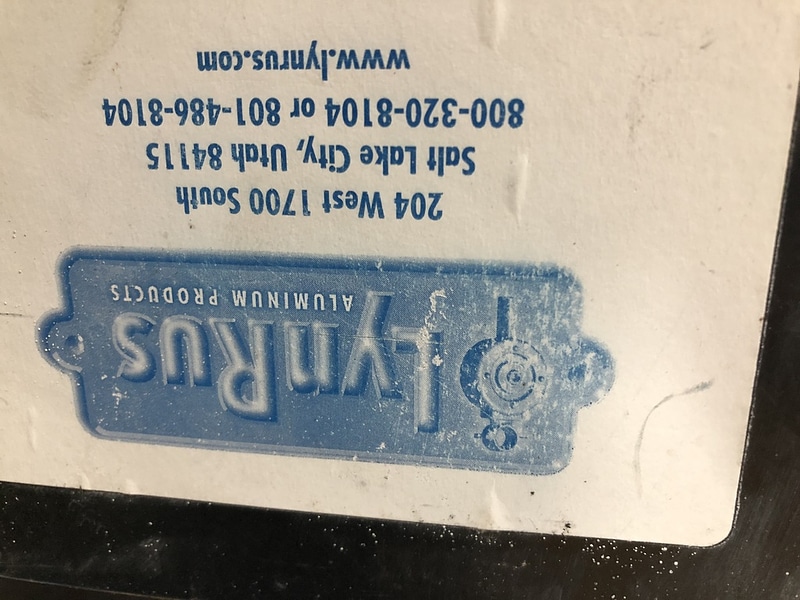 LynRus
ALUMINUM PRODUCTS
204 West 1700 South
Salt Lake City, Utah 84115
800-320-8104 or 801-486-8104
www.lynrus.com